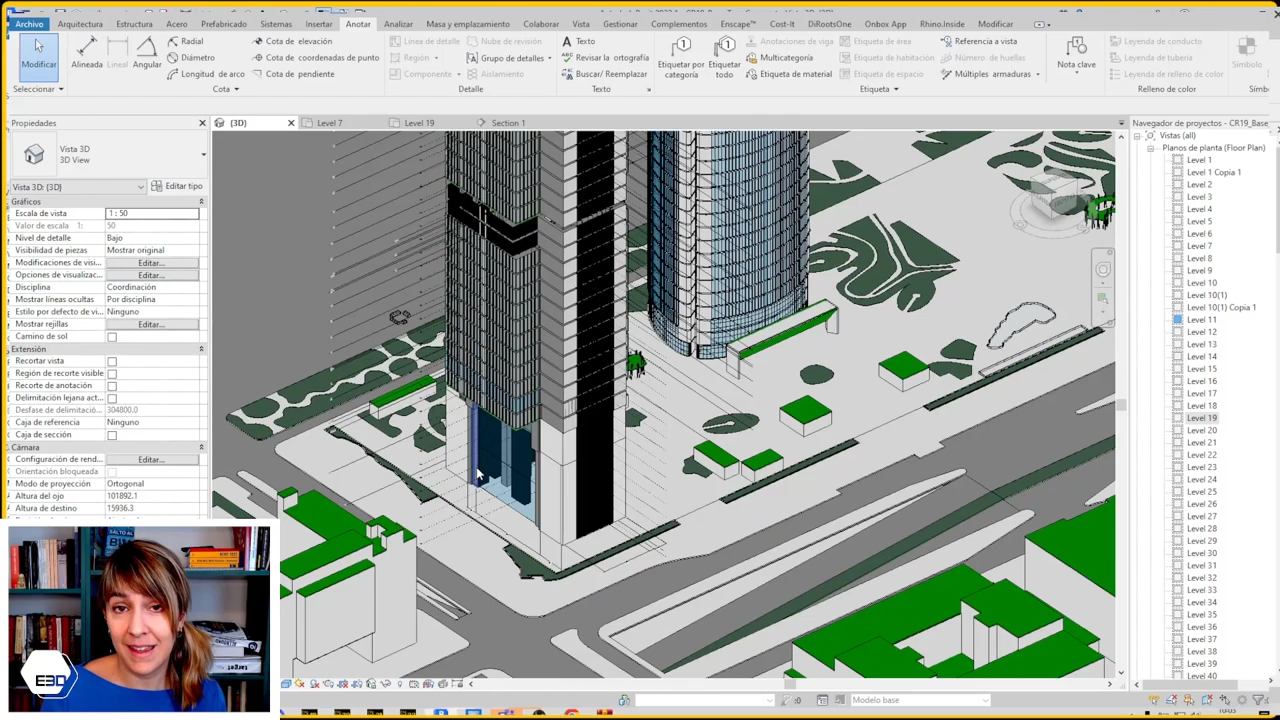 Archivo Arquitectura Estructura Acero Prefabricado Sistemas Insertar Anotar Analizar Masa y emplazamiento Colaborar Vista Gestionar Complementos Enscape™ Cost-It DiRootsOne Onbox App Rhino.Inside Modificar
Modificar
Seleccionar
Alineada Lineal Angular
Radial
Diámetro
Longitud de arco
Cota de elevación
Cota de coordenadas de punto
Cota de pendiente
Cota
Línea de detalle
Región
Componente
Nube de revisión
Grupo de detalles
Aislamiento
Detalle
Texto
Revisar la ortografía
Buscar/ Reemplazar
Texto
Etiquetar por categoría
Etiquetar todo
Anotaciones de viga
Multicategoría
Etiqueta de material
Etiqueta de área
Etiqueta de habitación
Etiqueta de espacio
Referencia a vista
Número de huellas
Múltiples armaduras
Etiqueta
Nota clave
Leyenda de conducto
Leyenda de tubería
Leyenda de relleno de color
Relleno de color
Símbolo
Propiedades
Vista 3D
3D View
Vista 3D: {3D}
Editar tipo
Gráficos
Escala de vista 1 : 50
Valor de escala 1: 50
Nivel de detalle Bajo
Visibilidad de piezas Mostrar original
Modificaciones de vi... Editar...
Opciones de visualizac... Editar...
Disciplina Coordinación
Mostrar líneas ocultas Por disciplina
Estilo por defecto de vi... Ninguno
Mostrar rejillas Editar...
Camino de sol
Extensión
Recortar vista
Región de recorte visible
Recorte de anotación
Delimitación lejana act...
Desfase de delimitació... 304800.0
Caja de referencia Ninguno
Caja de sección
Cámara
Configuración de rend... Editar...
Orientación bloqueada
Modo de proyección Ortogonal
Altura del ojo 101892.1
Altura de destino 15936.3
{3D} Level 7 Level 19 Section 1
Navegador de proyectos - CR19_Base
Vistas (all)
Planos de planta (Floor Plan)
Level 1
Level 1 Copia 1
Level 2
Level 3
Level 4
Level 5
Level 6
Level 7
Level 8
Level 9
Level 10
Level 10(1)
Level 10(1) Copia 1
Level 11
Level 12
Level 13
Level 14
Level 15
Level 16
Level 17
Level 18
Level 19
Level 20
Level 21
Level 22
Level 23
Level 24
Level 25
Level 26
Level 27
Level 28
Level 29
Level 30
Level 31
Level 32
Level 33
Level 34
Level 35
Level 36
Level 37
Level 38
Level 39
Level 40
:0
Modelo base
E3D
target